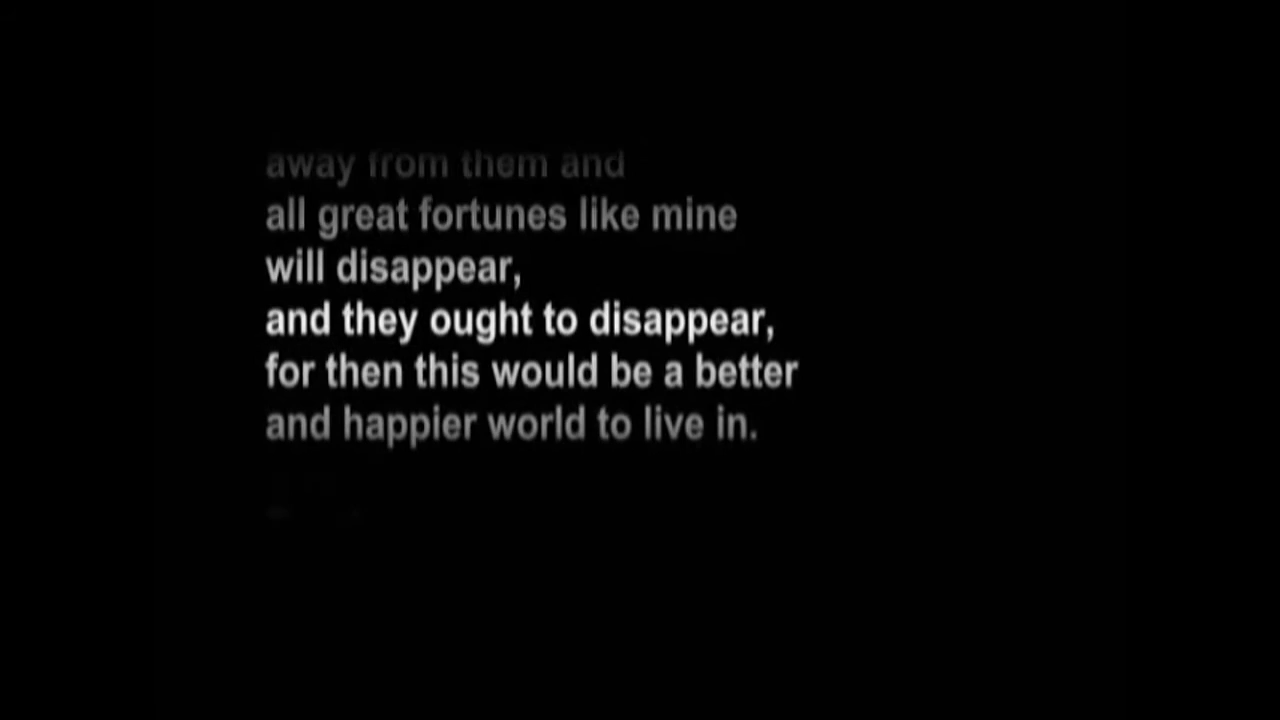 away from them and
all great fortunes like mine
will disappear,
and they ought to disappear,
for then this would be a better
and happier world to live in.